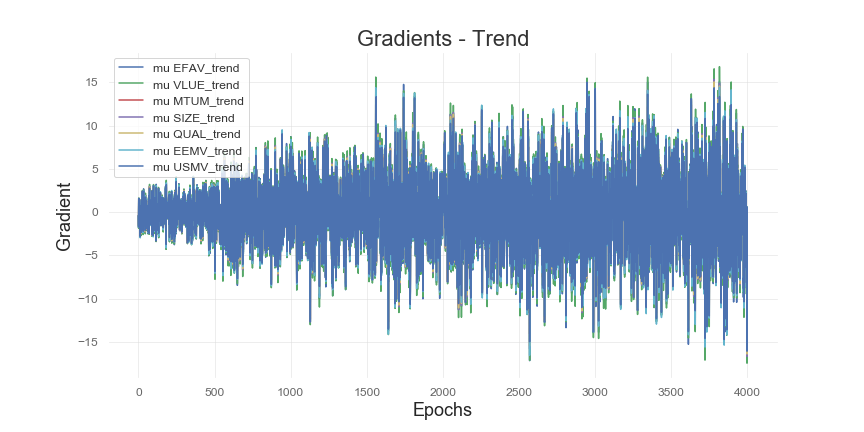 Gradients - Trend
mu EFAV_trend
mu VLUE_trend
mu MTUM_trend
mu SIZE_trend
mu QUAL_trend
mu EEMV_trend
mu USMV_trend
15
10
5
0
−5
−10
−15
Gradient
0 500 1000 1500 2000 2500 3000 3500 4000
Epochs